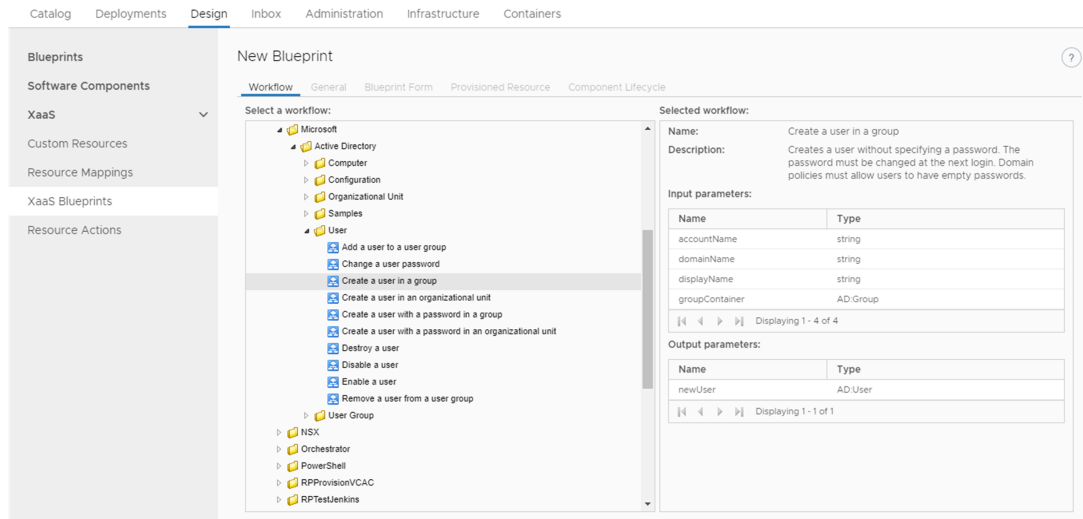 Catalog Deployments Design Inbox Administration Infrastructure Containers
Blueprints
Software Components
XaaS
Custom Resources
Resource Mappings
XaaS Blueprints
Resource Actions
New Blueprint
?
Workflow General Blueprint Form Provisioned Resource Component Lifecycle
Select a workflow:
Microsoft
Active Directory
Computer
Configuration
Organizational Unit
Samples
User
Add a user to a user group
Change a user password
Create a user in a group
Create a user in an organizational unit
Create a user with a password in a group
Create a user with a password in an organizational unit
Destroy a user
Disable a user
Enable a user
Remove a user from a user group
User Group
NSX
Orchestrator
PowerShell
RPProvisionVCAC
RPTestJenkins
Selected workflow:
Name: Create a user in a group
Description: Creates a user without specifying a password. The
password must be changed at the next login. Domain
policies must allow users to have empty passwords.
Input parameters:
Name Type
accountName string
domainName string
displayName string
groupContainer AD:Group
Displaying 1 - 4 of 4
Output parameters:
Name Type
newUser AD:User
Displaying 1 - 1 of 1